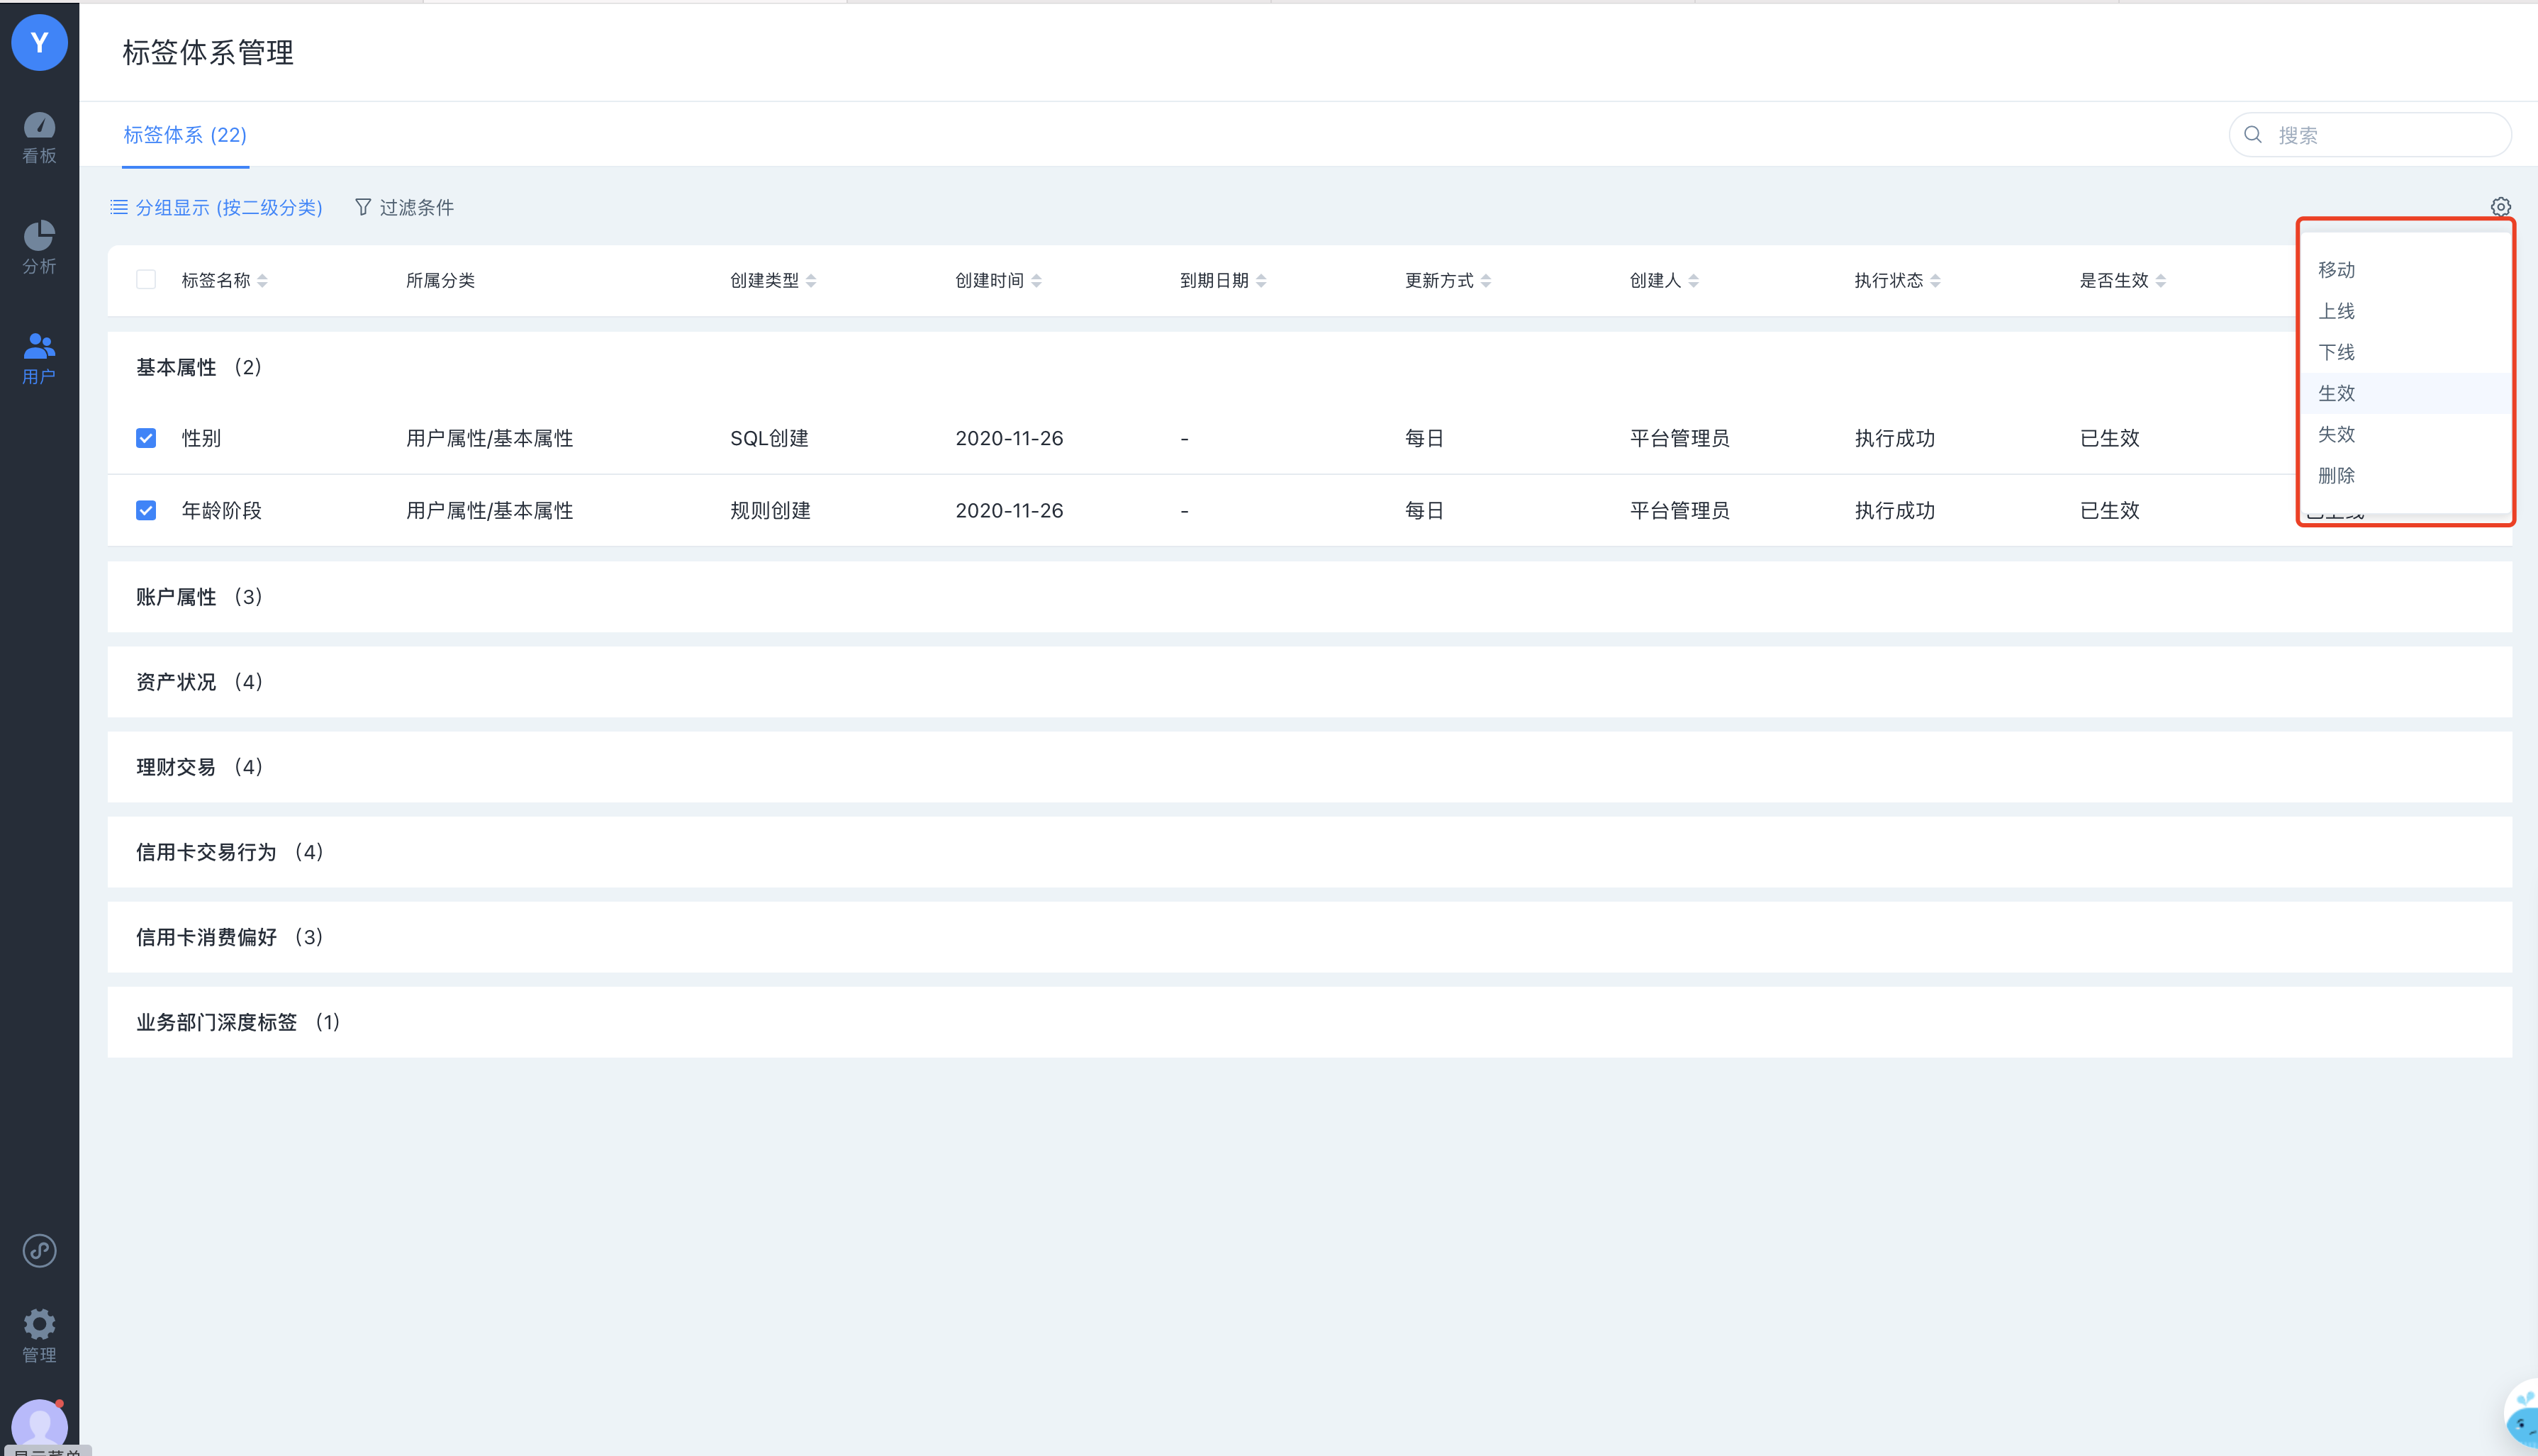 Y
标签体系管理
看板
分析
用户
管理
标签体系 (22)
搜索
分组显示 (按二级分类) 过滤条件
标签名称 所属分类 创建类型 创建时间 到期日期 更新方式 创建人 执行状态 是否生效
移动
上线
下线
生效
失效
删除
基本属性 (2)
性别 用户属性/基本属性 SQL创建 2020-11-26 - 每日 平台管理员 执行成功 已生效
年龄阶段 用户属性/基本属性 规则创建 2020-11-26 - 每日 平台管理员 执行成功 已生效
账户属性 (3)
资产状况 (4)
理财交易 (4)
信用卡交易行为 (4)
信用卡消费偏好 (3)
业务部门深度标签 (1)